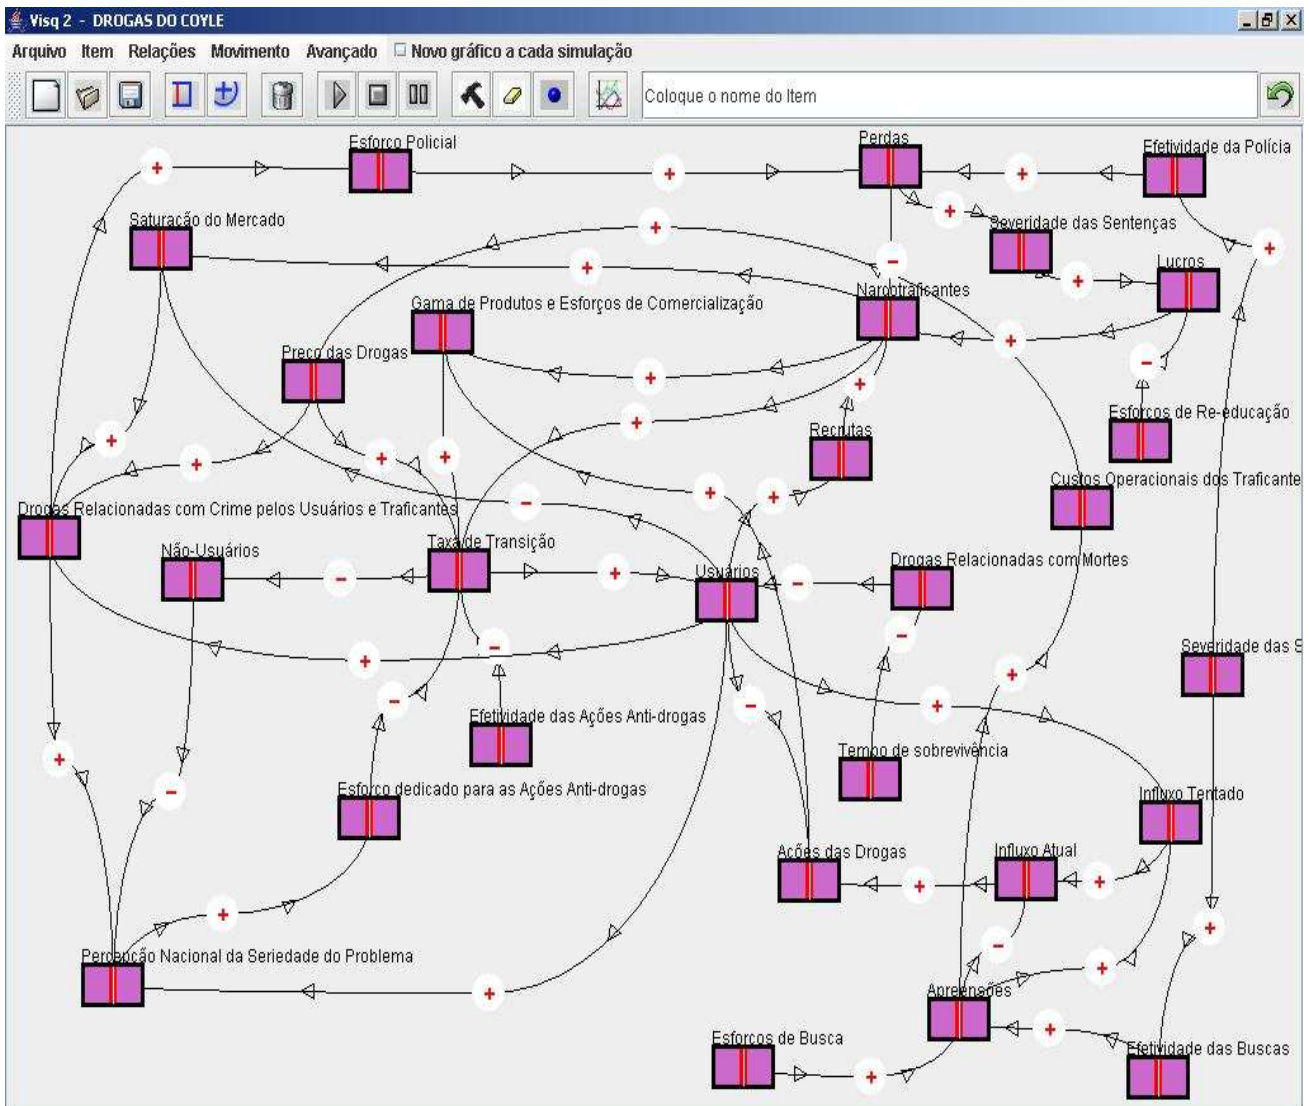 Visq 2 - DROGAS DO COYLE
Arquivo Item Relações Movimento Avançado Novo gráfico a cada simulação
Coloque o nome do Item
Esforço Policial
Perdas
Efetividade da Polícia
Saturação do Mercado
Severidade das Sentenças
Lucros
Gama de Produtos e Esforços de Comercialização
Narcotraficantes
Preço das Drogas
Esforços de Re-educação
Recrutas
Custos Operacionais dos Traficante
Drogas Relacionadas com Crime pelos Usuários e Traficantes
Não-Usuários
Taxa de Transição
Usuários
Drogas Relacionadas com Mortes
Severidade das S
Efetividade das Ações Anti-drogas
Tempo de sobrevivência
Esforço dedicado para as Ações Anti-drogas
Influxo Tentado
Ações das Drogas
Influxo Atual
Percepção Nacional da Seriedade do Problema
Apreensões
Esforços de Busca
Efetividade das Buscas